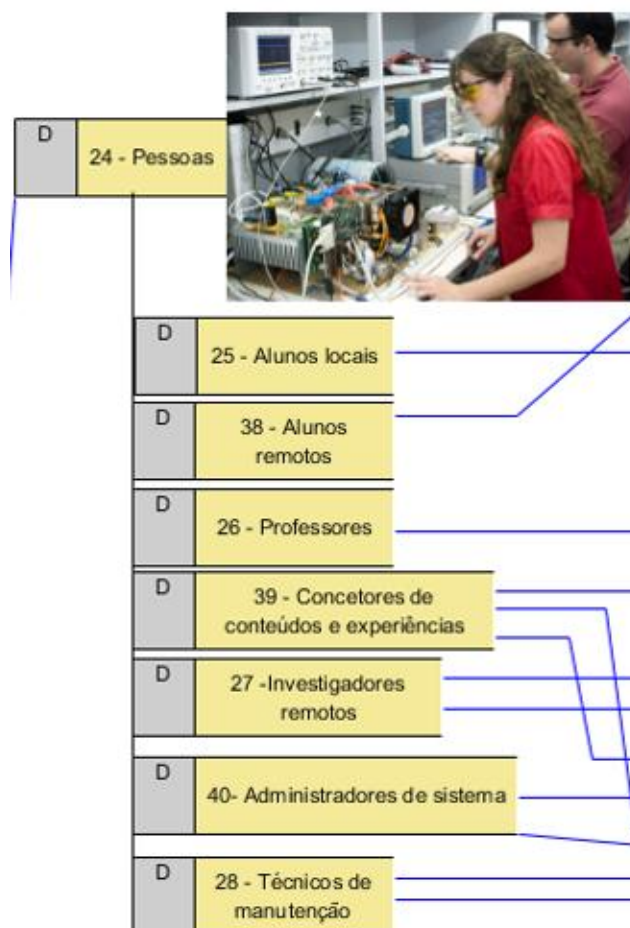 D
24 - Pessoas
D
25 - Alunos locais
D
38 - Alunos
remotos
D
26 - Professores
D
39 - Concetores de
conteúdos e experiências
D
27 -Investigadores
remotos
D
40- Administradores de sistema
D
28 - Técnicos de
manutenção